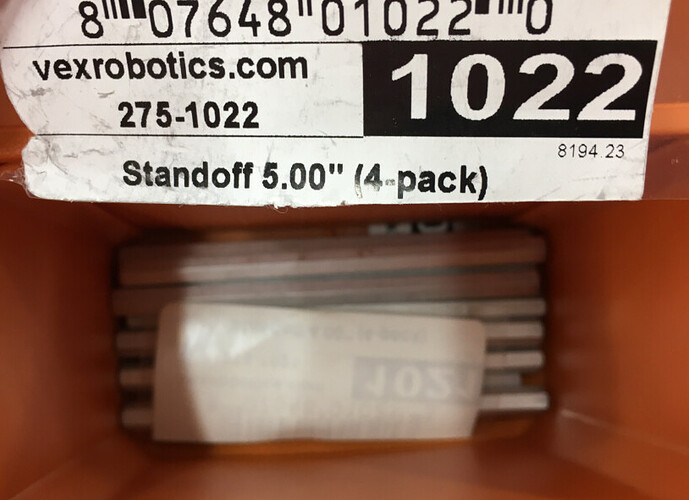 8 07648 01022 0
vexrobotics.com
275-1022
1022
8194.23
Standoff 5.00" (4-pack)